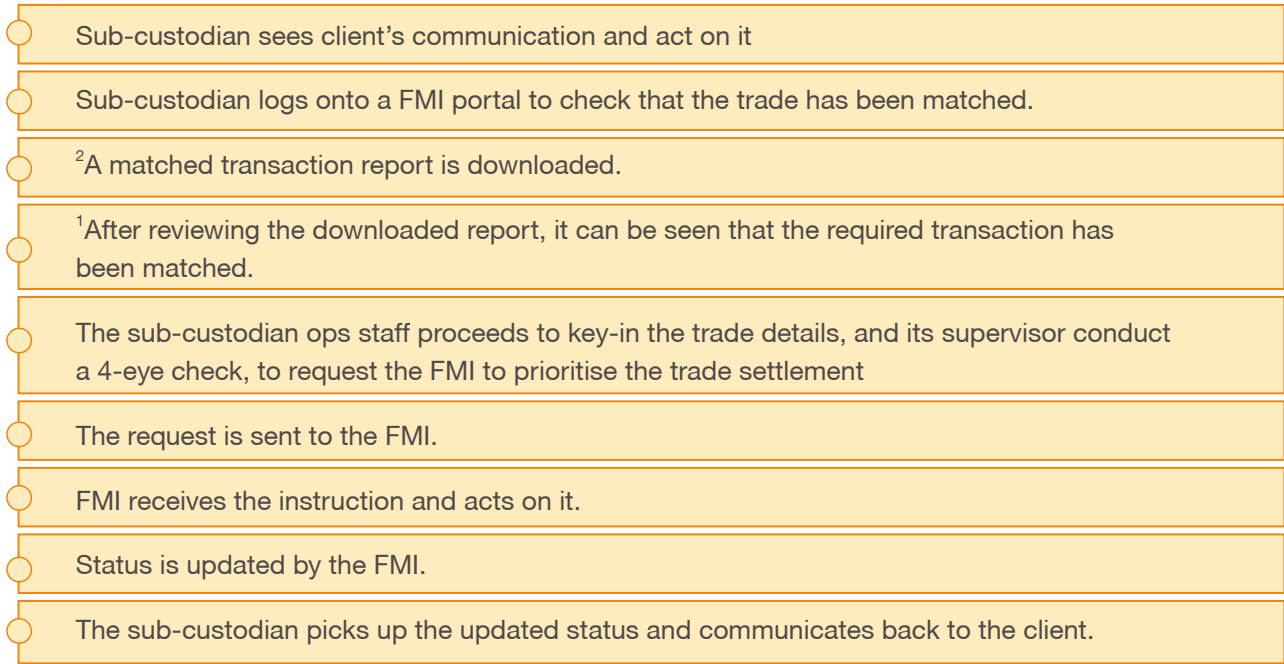 Sub-custodian sees client's communication and act on it
Sub-custodian logs onto a FMI portal to check that the trade has been matched.
²A matched transaction report is downloaded.
¹After reviewing the downloaded report, it can be seen that the required transaction has
been matched.
The sub-custodian ops staff proceeds to key-in the trade details, and its supervisor conduct
a 4-eye check, to request the FMI to prioritise the trade settlement
The request is sent to the FMI.
FMI receives the instruction and acts on it.
Status is updated by the FMI.
The sub-custodian picks up the updated status and communicates back to the client.